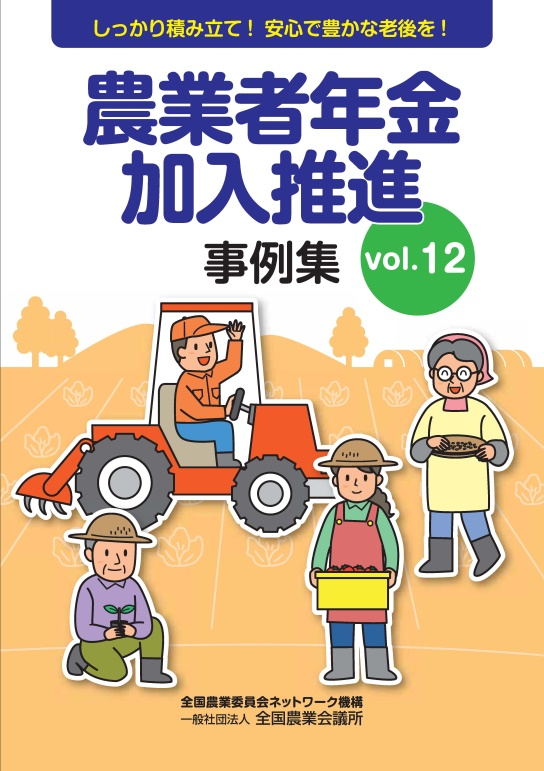 しっかり積み立て！ 安心で豊かな老後を！
農業者年金
加入推進
事例集 vol.12
全国農業委員会ネットワーク機構
一般社団法人 全国農業会議所